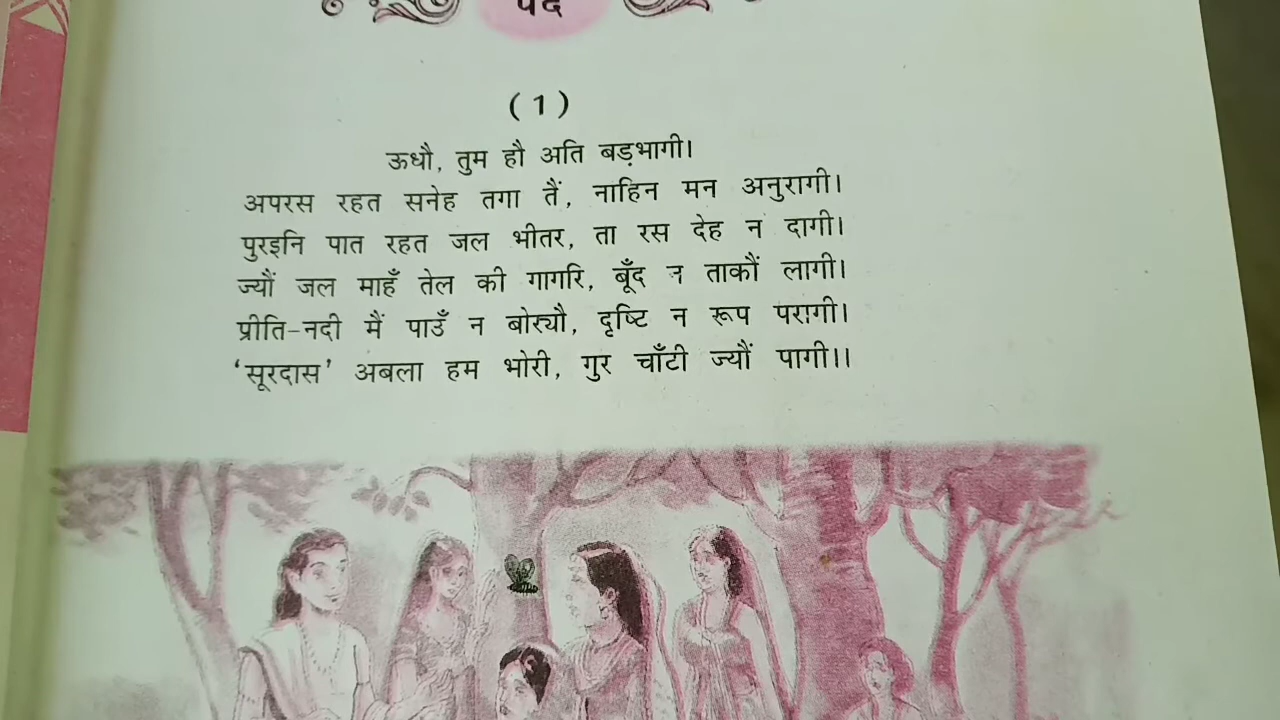 पद
(1)
ऊधौ, तुम हौ अति बड़भागी।
अपरस रहत सनेह तगा तैं, नाहिन मन अनुरागी।
पुरइनि पात रहत जल भीतर, ता रस देह न दागी।
ज्यौं जल माहँ तेल की गागरि, बूँद न ताकौं लागी।
प्रीति-नदी मैं पाउँ न बोर्‌यौ, दृष्टि न रूप परागी।
‘सूरदास’ अबला हम भोरी, गुर चाँटी ज्यौं पागी।।